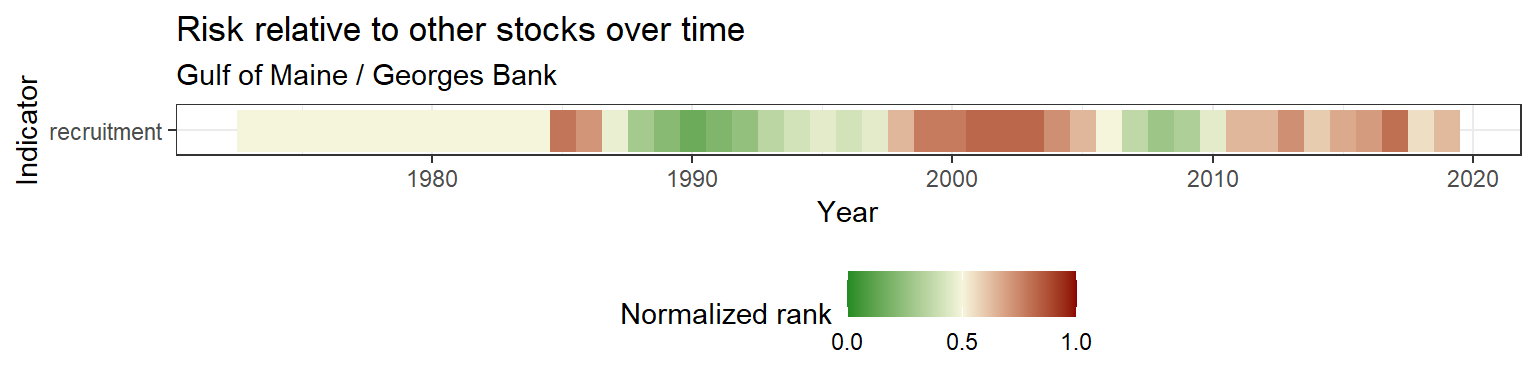 Risk relative to other stocks over time
Gulf of Maine / Georges Bank
Indicator
recruitment
1980 1990 2000 2010 2020
Year
Normalized rank
0.0 0.5 1.0